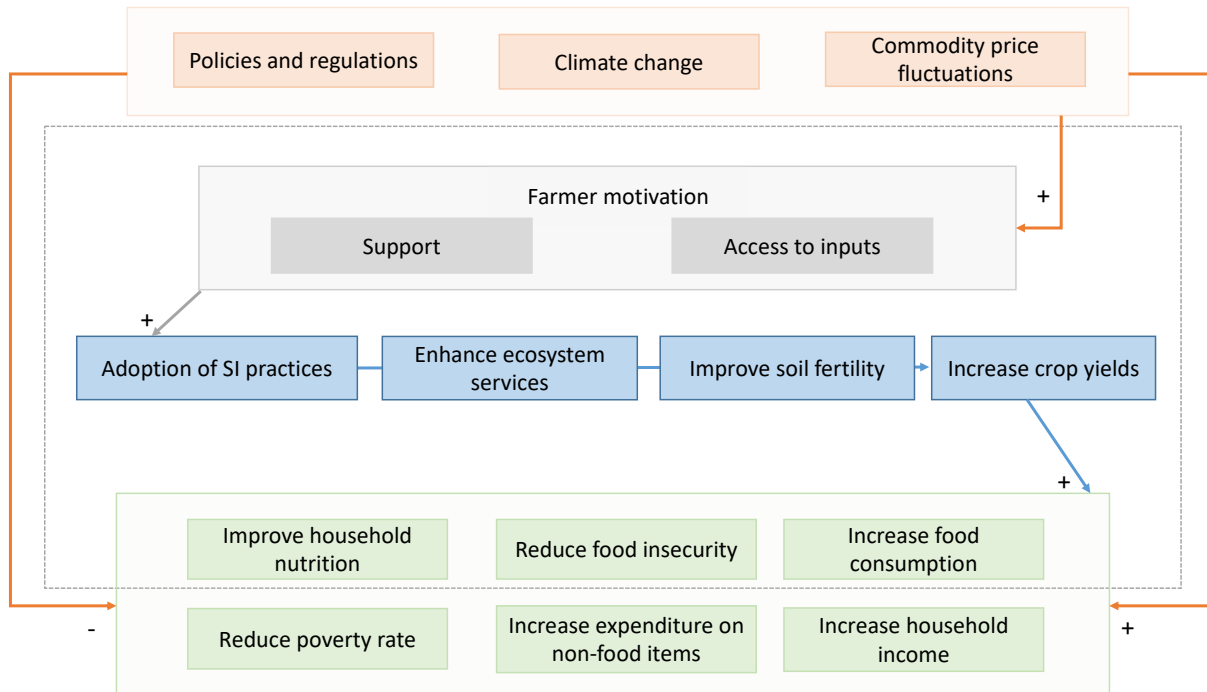 Policies and regulations
Climate change
Commodity price
fluctuations
+
Farmer motivation
Support
Access to inputs
+
Adoption of SI practices
Enhance ecosystem
services
Improve soil fertility
Increase crop yields
+
Improve household
nutrition
Reduce food insecurity
Increase food
consumption
-
Reduce poverty rate
Increase expenditure on
non-food items
Increase household
income
+